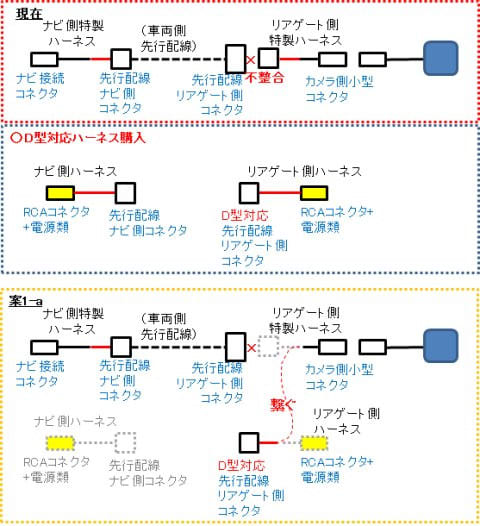 現在
ナビ側特製
ハーネス
(車両側
先行配線)
リアゲート側
特製ハーネス
×
不整合
ナビ接続
コネクタ
先行配線
ナビ側
コネクタ
先行配線
リアゲート側
コネクタ
カメラ側小型
コネクタ
〇D型対応ハーネス購入
ナビ側ハーネス
リアゲート側ハーネス
RCAコネクタ
+電源類
先行配線
ナビ側コネクタ
D型対応
先行配線
リアゲート側
コネクタ
RCAコネクタ+
電源類
案1-a
ナビ側特製
ハーネス
(車両側
先行配線)
リアゲート側
特製ハーネス
×
ナビ接続
コネクタ
先行配線
ナビ側
コネクタ
先行配線
リアゲート側
コネクタ
カメラ側小型
コネクタ
繋ぐ
ナビ側ハーネス
リアゲート側
ハーネス
RCAコネクタ
+電源類
先行配線
ナビ側コネクタ
D型対応
先行配線
リアゲート側
コネクタ
RCAコネクタ+
電源類